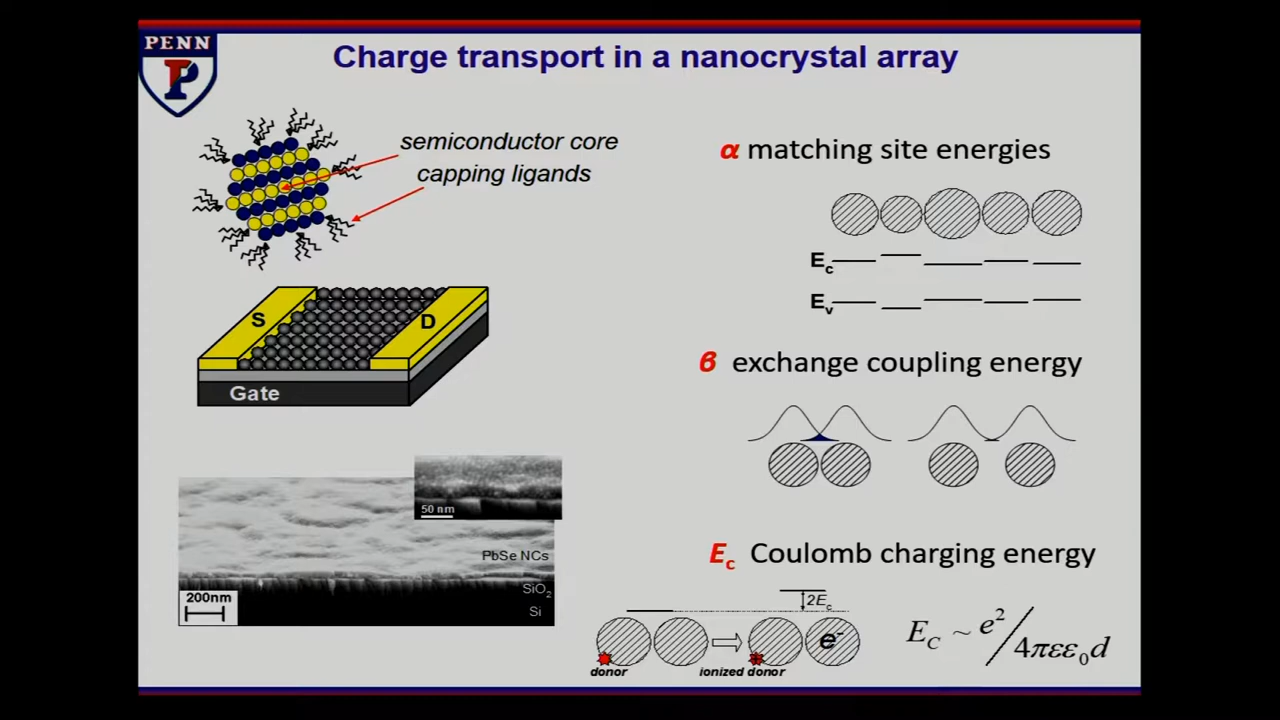 PENN
P
Charge transport in a nanocrystal array
semiconductor core
capping ligands
S
D
Gate
50 nm
PbSe NCs
SiO₂
Si
200nm
α matching site energies
E_c
E_v
β exchange coupling energy
E_c Coulomb charging energy
2E_c
e⁻
donor
ionized donor
E_C ~ e²/4πεε₀d